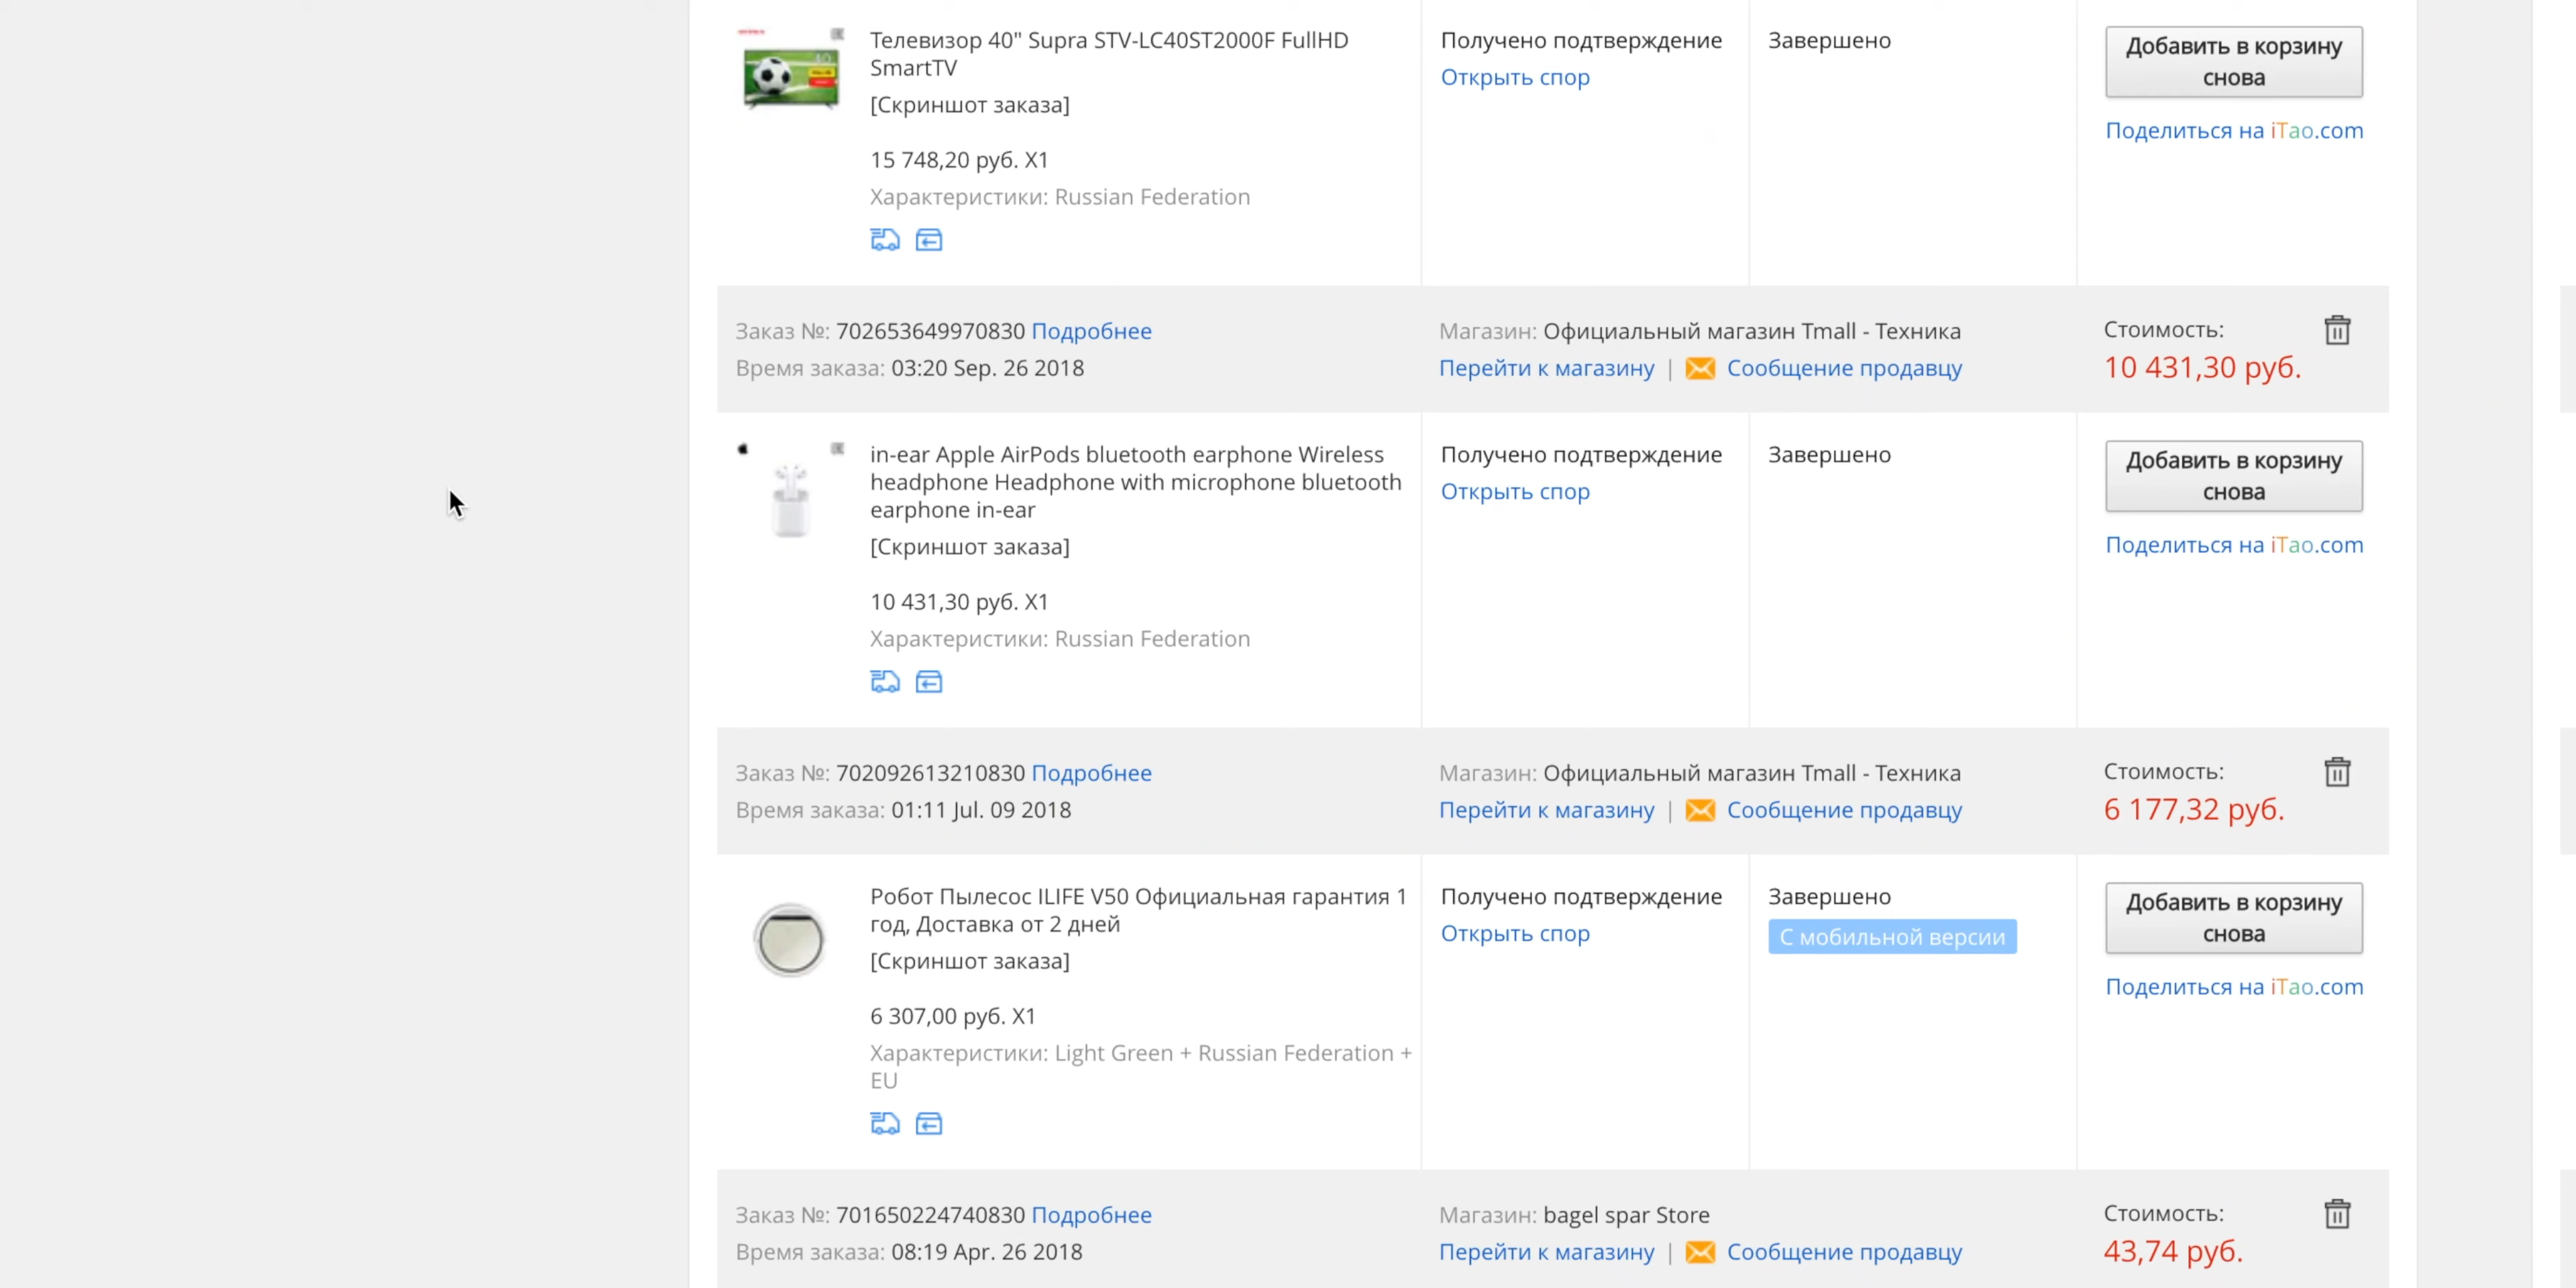 Телевизор 40" Supra STV-LC40ST2000F FullHD
SmartTV
[Скриншот заказа]
15 748,20 руб. X1
Характеристики: Russian Federation
Получено подтверждение
Открыть спор
Завершено
Добавить в корзину
снова
Поделиться на iTao.com
Заказ №: 702653649970830 Подробнее
Время заказа: 03:20 Sep. 26 2018
Магазин: Официальный магазин Tmall - Техника
Перейти к магазину | Сообщение продавцу
Стоимость:
10 431,30 руб.
in-ear Apple AirPods bluetooth earphone Wireless
headphone Headphone with microphone bluetooth
earphone in-ear
[Скриншот заказа]
10 431,30 руб. X1
Характеристики: Russian Federation
Получено подтверждение
Открыть спор
Завершено
Добавить в корзину
снова
Поделиться на iTao.com
Заказ №: 702092613210830 Подробнее
Время заказа: 01:11 Jul. 09 2018
Магазин: Официальный магазин Tmall - Техника
Перейти к магазину | Сообщение продавцу
Стоимость:
6 177,32 руб.
Робот Пылесос ILIFE V50 Официальная гарантия 1
год, Доставка от 2 дней
[Скриншот заказа]
6 307,00 руб. X1
Характеристики: Light Green + Russian Federation +
EU
Получено подтверждение
Открыть спор
Завершено
С мобильной версии
Добавить в корзину
снова
Поделиться на iTao.com
Заказ №: 701650224740830 Подробнее
Время заказа: 08:19 Apr. 26 2018
Магазин: bagel spar Store
Перейти к магазину | Сообщение продавцу
Стоимость:
43,74 руб.